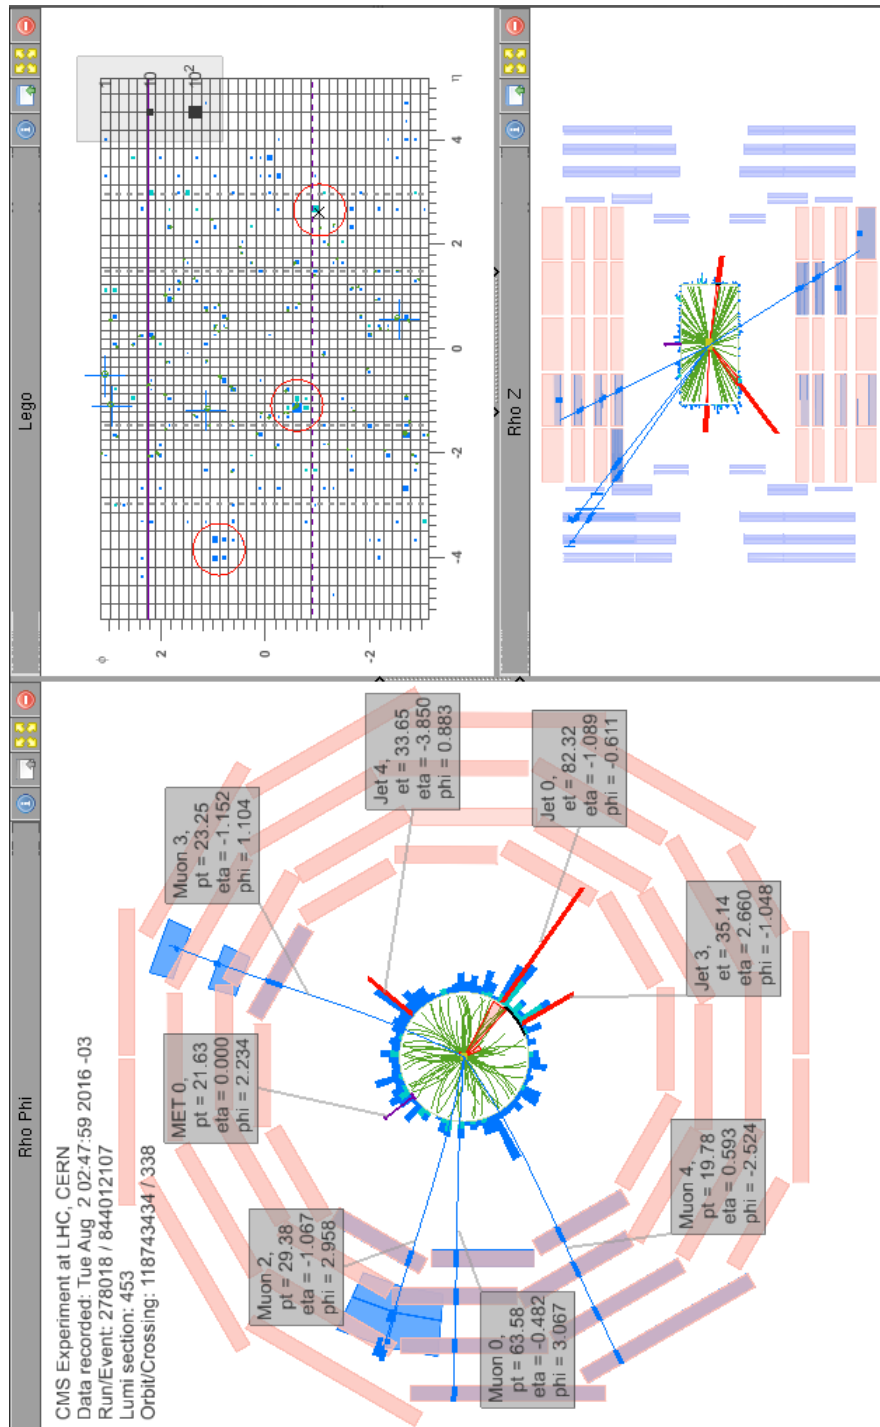 Rho Phi
CMS Experiment at LHC, CERN
Data recorded: Tue Aug 2 02:47:59 2016 -03
Run/Event: 278018 / 844012107
Lumi section: 453
Orbit/Crossing: 118743434 / 338
Muon 2,
pt = 29.38
eta = -1.067
phi = 2.958
MET 0,
pt = 21.63
eta = 0.000
phi = 2.234
Muon 3,
pt = 23.25
eta = -1.152
phi = 1.104
Jet 4,
et = 33.65
eta = -3.850
phi = 0.883
Muon 0,
pt = 63.58
eta = -0.482
phi = 3.067
Muon 4,
pt = 19.78
eta = 0.593
phi = -2.524
Jet 3,
et = 35.14
eta = 2.660
phi = -1.048
Jet 0,
et = 82.32
eta = -1.089
phi = -0.611
Lego
1
10
10²
ϕ
2
0
-2
-4
-2
0
2
4
η
Rho Z